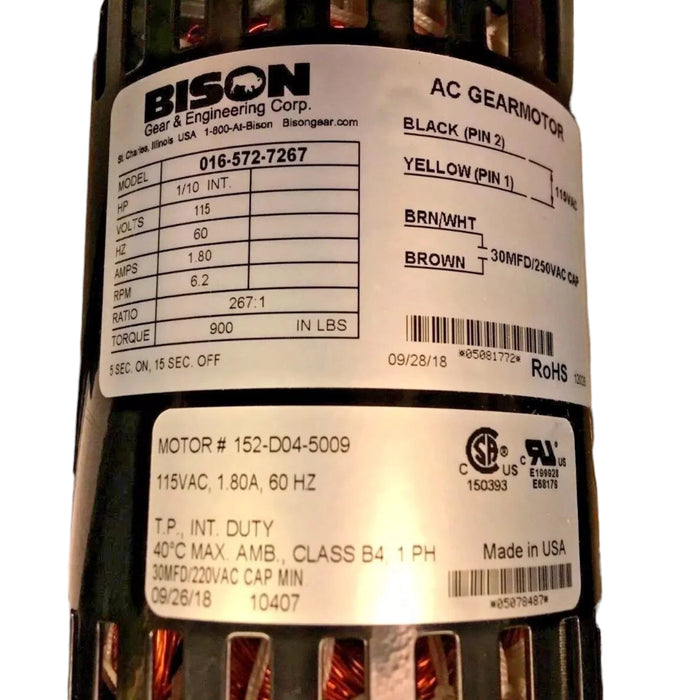 BISON
Gear & Engineering Corp.
St. Charles, Illinois USA 1-800-At-Bison Bisongear.com
MODEL 016-572-7267
HP 1/10 INT.
VOLTS 115
HZ 60
AMPS 1.80
RPM 6.2
RATIO 267:1
TORQUE 900 IN LBS
5 SEC. ON, 15 SEC. OFF
AC GEARMOTOR
BLACK (PIN 2)
YELLOW (PIN 1)
115VAC
BRN/WHT
BROWN
30MFD/250VAC CAP
09/28/18 *05081772* RoHS
MOTOR # 152-D04-5009
115VAC, 1.80A, 60 HZ
T.P., INT. DUTY
40°C MAX. AMB., CLASS B4, 1 PH
30MFD/220VAC CAP MIN
09/26/18 10407
C SA US
150393
C RU US
E199928
E68176
Made in USA
*05078487*